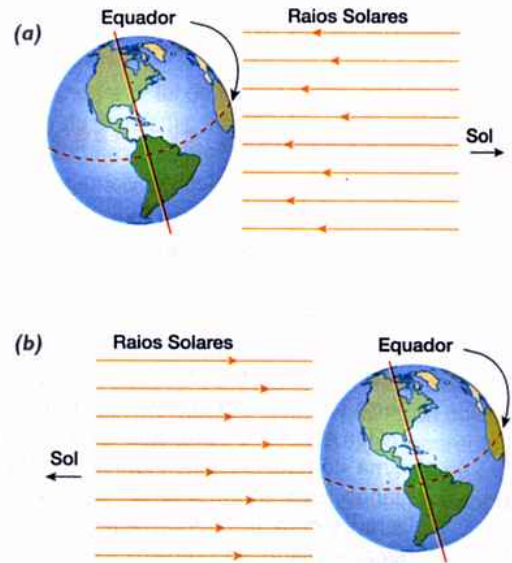 (a)
Equador
Raios Solares
Sol
(b)
Raios Solares
Equador
Sol